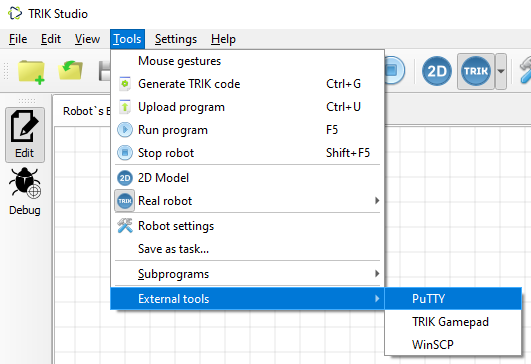 TRIK Studio
File Edit View Tools Settings Help
Mouse gestures
Generate TRIK code Ctrl+G
Upload program Ctrl+U
Run program F5
Stop robot Shift+F5
2D 2D Model
TRIK Real robot
Robot settings
Save as task...
Subprograms
External tools
PuTTY
TRIK Gamepad
WinSCP
2D TRIK
Robot`s B
Edit
Debug